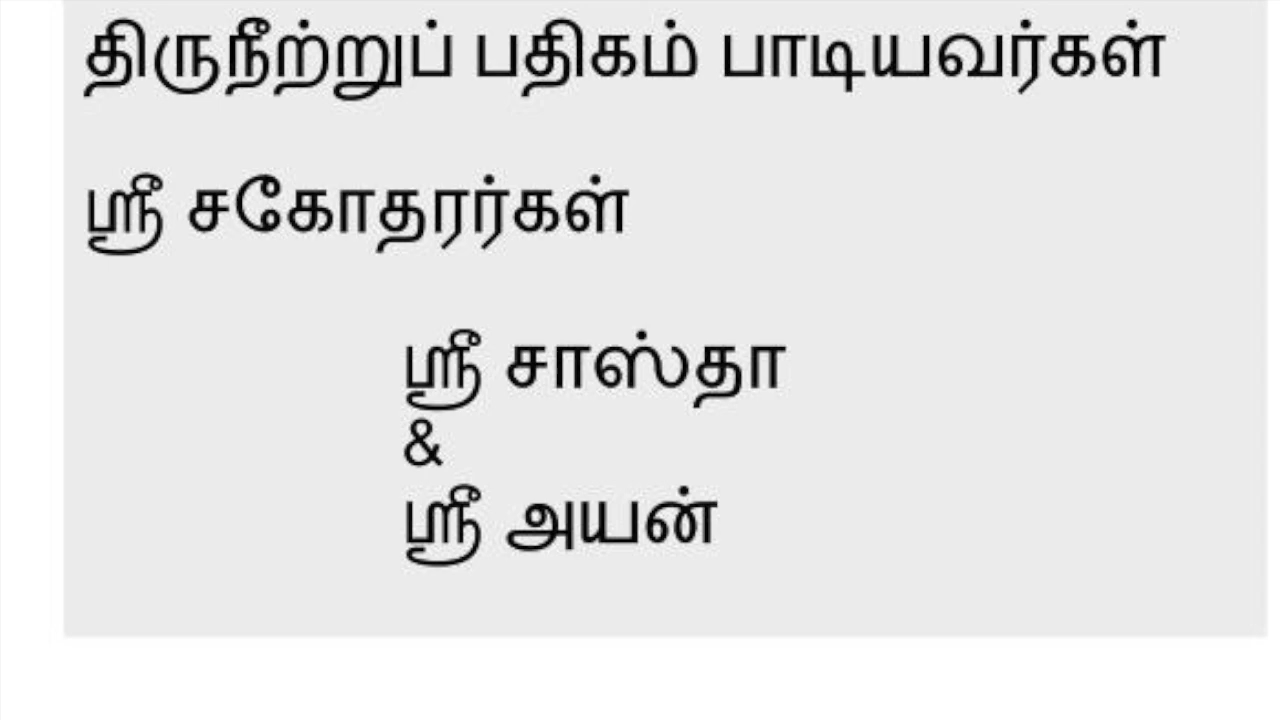 திருநீற்றுப் பதிகம் பாடியவர்கள்
ஸ்ரீ சகோதரர்கள்
ஸ்ரீ சாஸ்தா
&
ஸ்ரீ அயன்